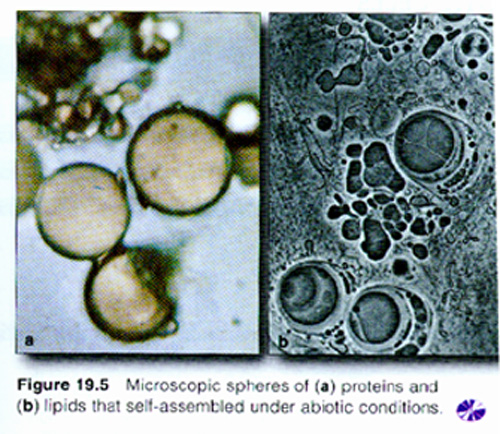 a
b
Figure 19.5 Microscopic spheres of (a) proteins and
(b) lipids that self-assembled under abiotic conditions.